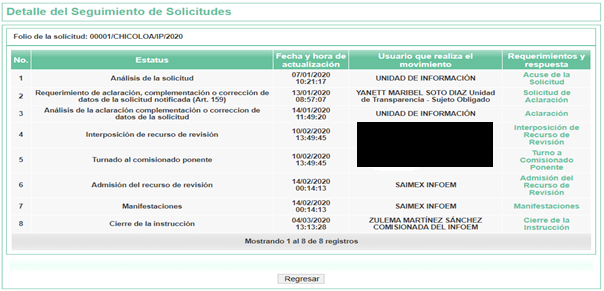 Detalle del Seguimiento de Solicitudes
Folio de la solicitud: 00001/CHICOLOA/IP/2020
No. Estatus Fecha y hora de actualización Usuario que realiza el movimiento Requerimientos y respuesta
1 Análisis de la solicitud 07/01/2020 10:21:17 UNIDAD DE INFORMACIÓN Acuse de la Solicitud
2 Requerimiento de aclaración, complementación o corrección de datos de la solicitud notificada (Art. 159) 13/01/2020 08:57:07 YANETT MARIBEL SOTO DIAZ Unidad de Transparencia - Sujeto Obligado Solicitud de Aclaración
3 Análisis de la aclaración complementación o correccion de datos de la solicitud 14/01/2020 11:49:20 UNIDAD DE INFORMACIÓN Aclaración
4 Interposición de recurso de revisión 10/02/2020 13:49:45 Interposición de Recurso de Revisión
5 Turnado al comisionado ponente 10/02/2020 13:49:45 Turno a Comisionado Ponente
6 Admisión del recurso de revisión 14/02/2020 00:14:13 SAIMEX INFOEM Admisión del Recurso de Revisión
7 Manifestaciones 14/02/2020 00:14:13 SAIMEX INFOEM Manifestaciones
8 Cierre de la instrucción 04/03/2020 13:13:28 ZULEMA MARTÍNEZ SÁNCHEZ COMISIONADA DEL INFOEM Cierre de la Instrucción
Mostrando 1 al 8 de 8 registros
Regresar